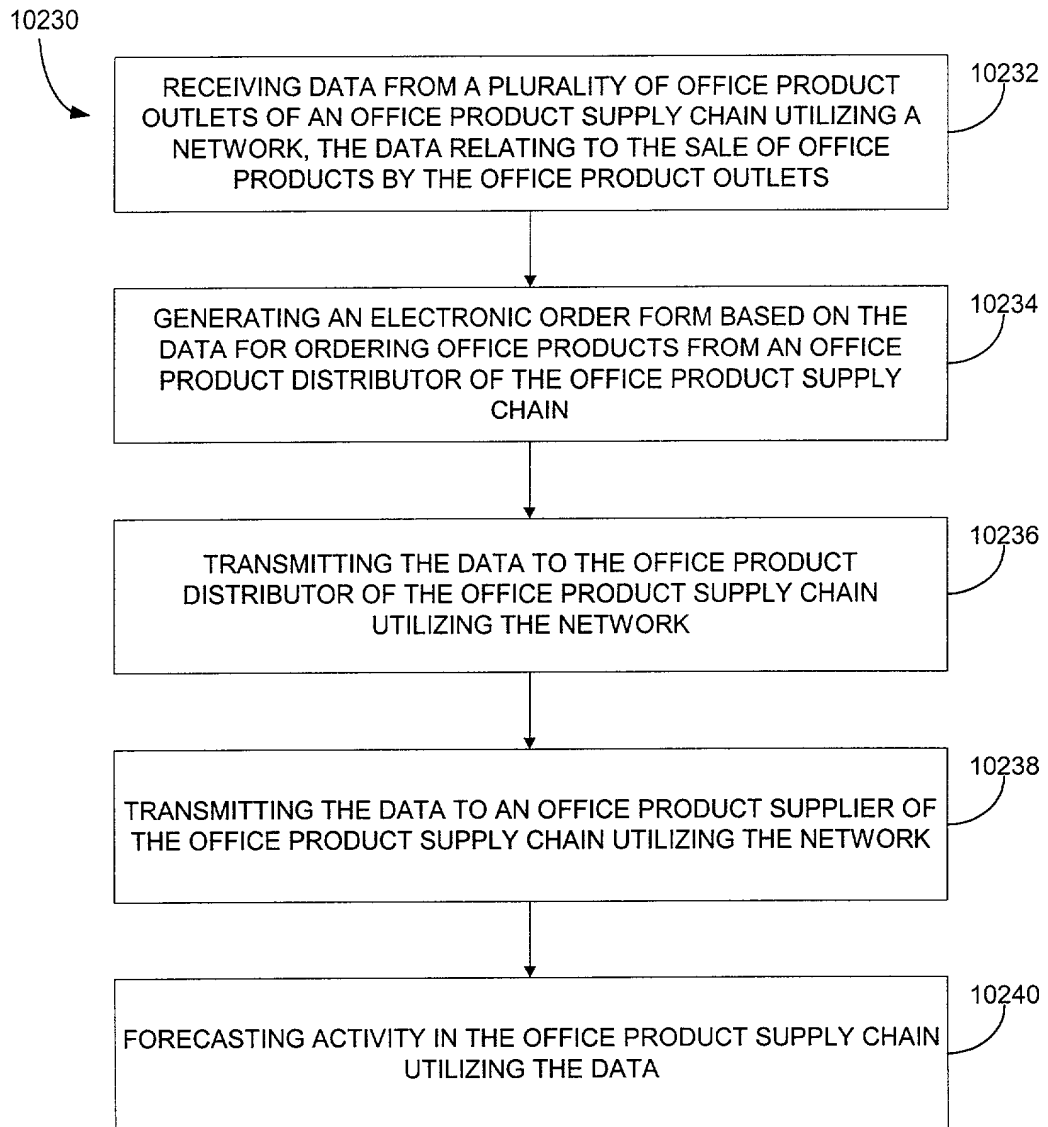 10230
RECEIVING DATA FROM A PLURALITY OF OFFICE PRODUCT
OUTLETS OF AN OFFICE PRODUCT SUPPLY CHAIN UTILIZING A
NETWORK, THE DATA RELATING TO THE SALE OF OFFICE
PRODUCTS BY THE OFFICE PRODUCT OUTLETS
10232
GENERATING AN ELECTRONIC ORDER FORM BASED ON THE
DATA FOR ORDERING OFFICE PRODUCTS FROM AN OFFICE
PRODUCT DISTRIBUTOR OF THE OFFICE PRODUCT SUPPLY
CHAIN
10234
TRANSMITTING THE DATA TO THE OFFICE PRODUCT
DISTRIBUTOR OF THE OFFICE PRODUCT SUPPLY CHAIN
UTILIZING THE NETWORK
10236
TRANSMITTING THE DATA TO AN OFFICE PRODUCT SUPPLIER OF
THE OFFICE PRODUCT SUPPLY CHAIN UTILIZING THE NETWORK
10238
FORECASTING ACTIVITY IN THE OFFICE PRODUCT SUPPLY CHAIN
UTILIZING THE DATA
10240